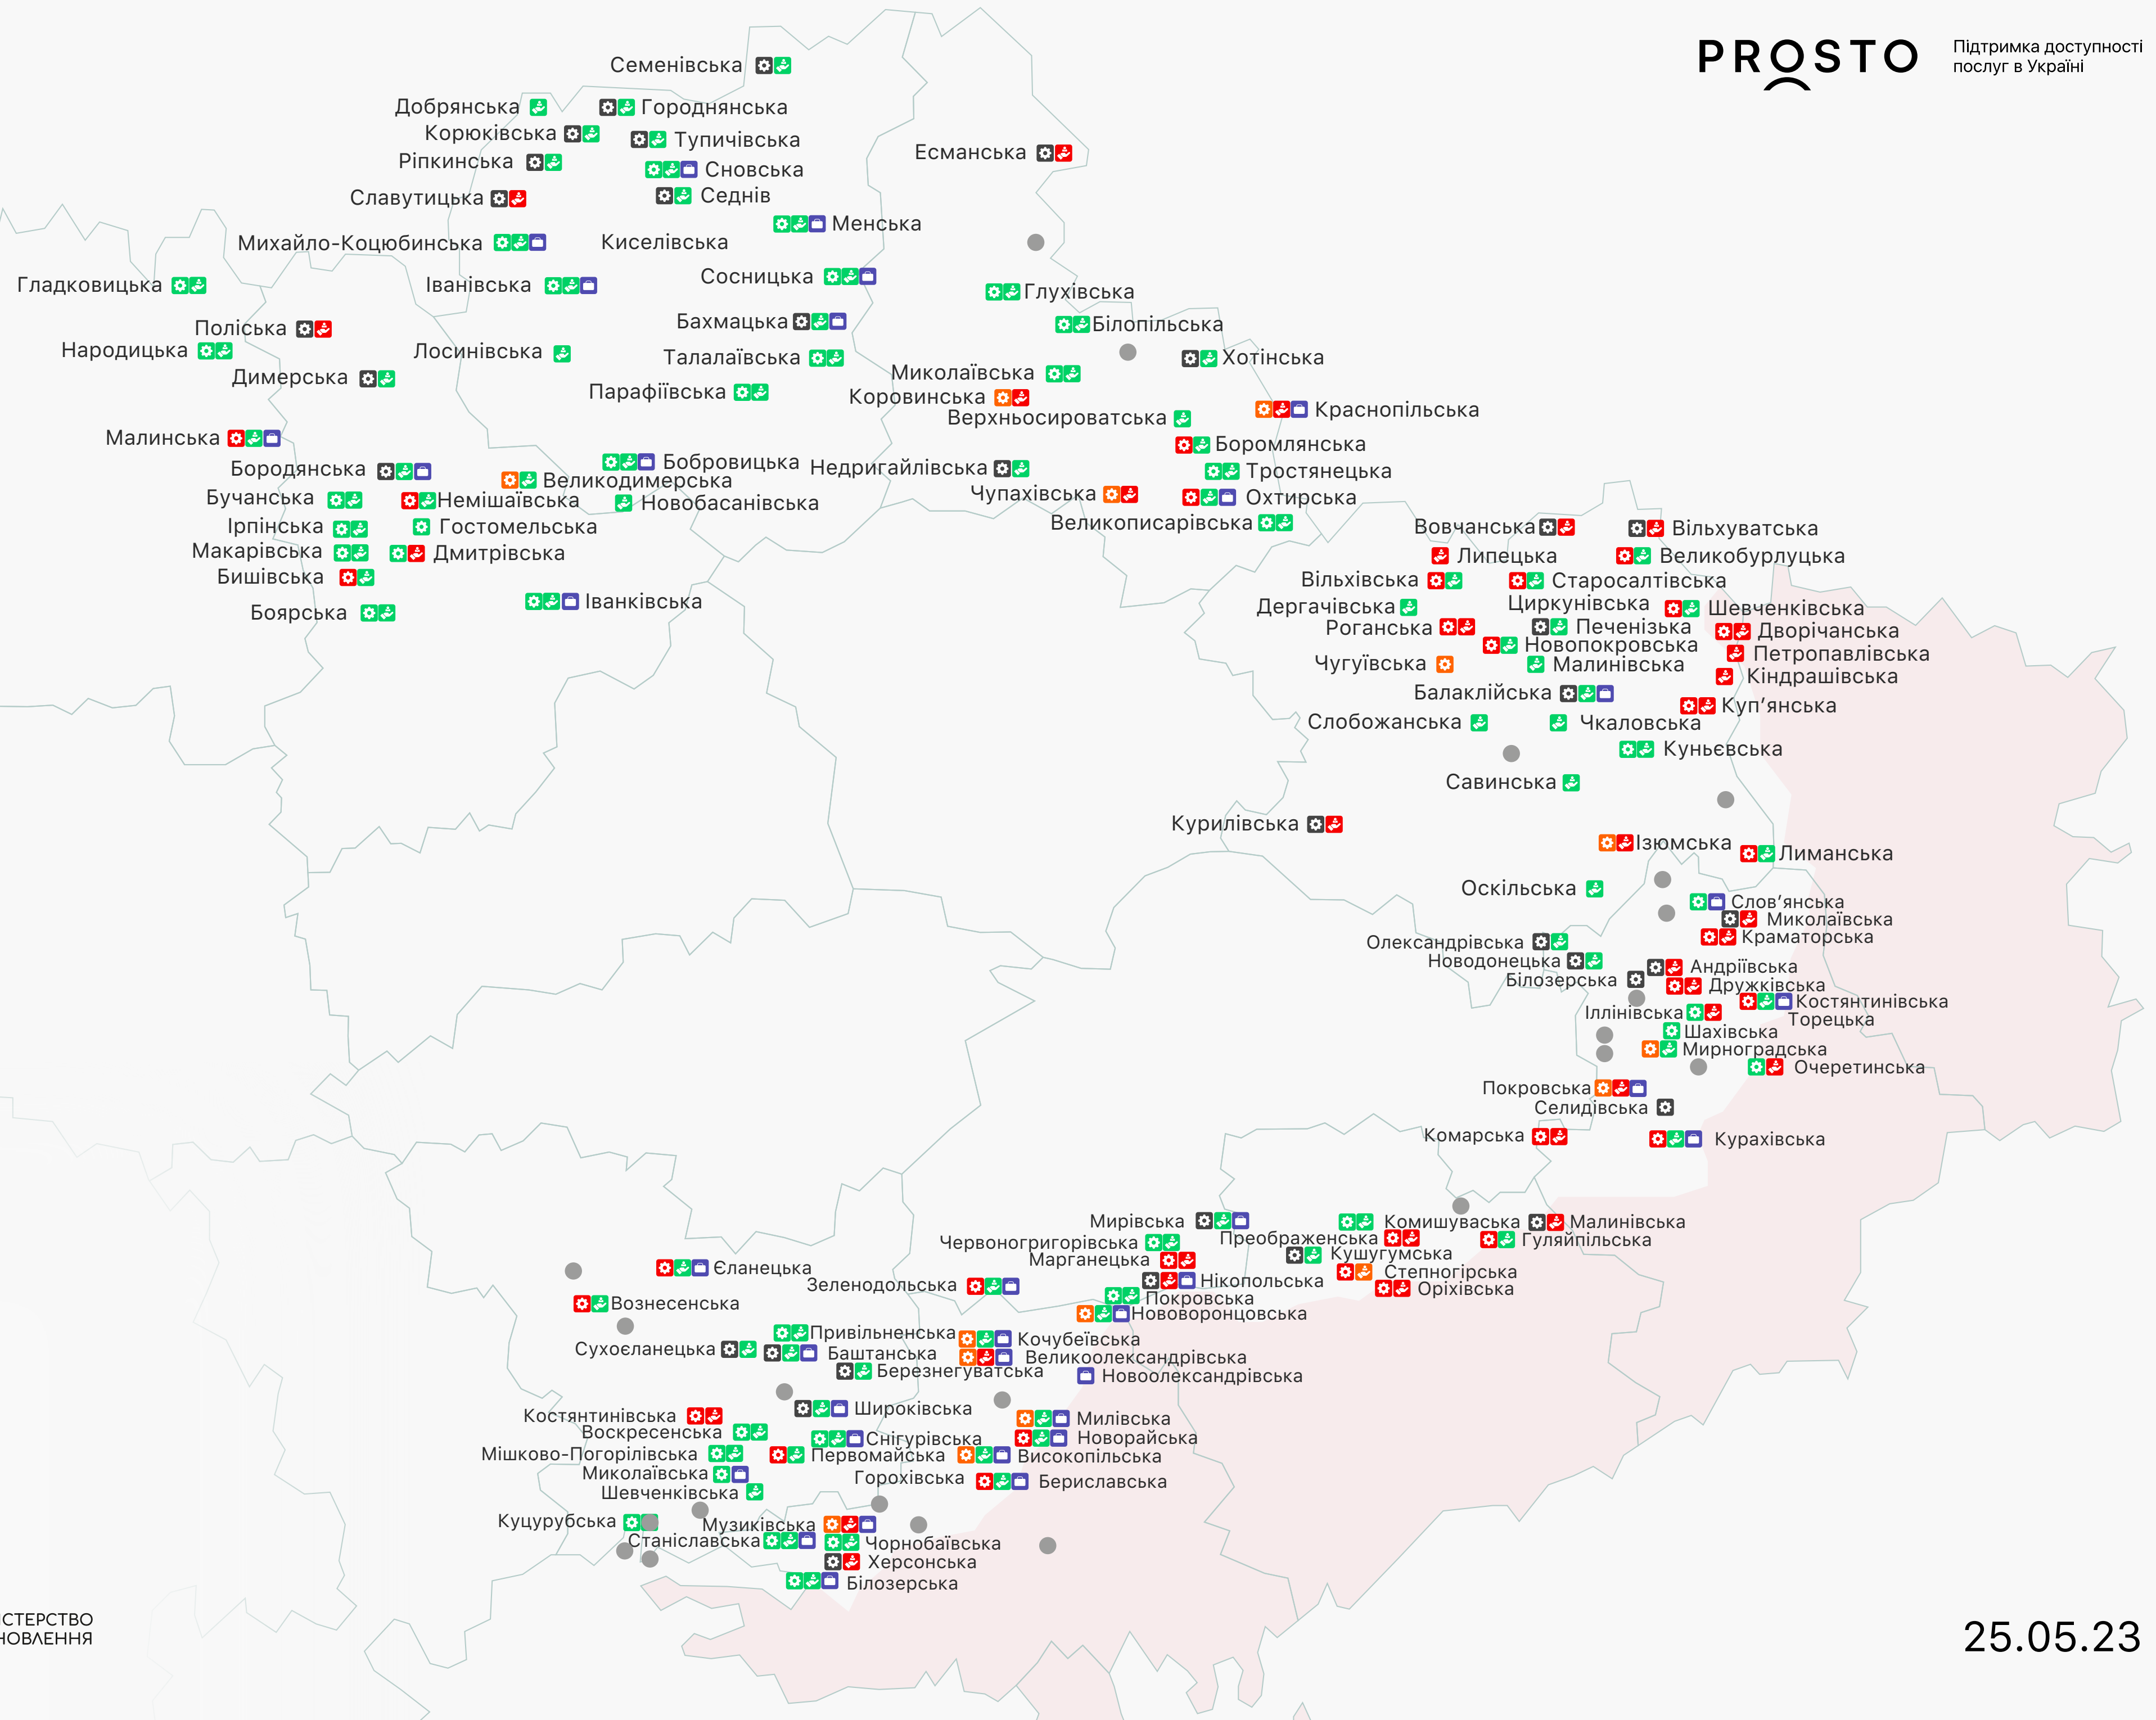 PROSTO
Підтримка доступності
послуг в Україні
Семенівська
Добрянська
Городнянська
Корюківська
Тупичівська
Есманська
Ріпкинська
Сновська
Славутицька
Седнів
Менська
Михайло-Коцюбинська
Киселівська
Сосницька
Гладковицька
Іванівська
Глухівська
Бахмацька
Білопільська
Поліська
Народицька
Лосинівська
Талалаївська
Хотінська
Димерська
Миколаївська
Парафіївська
Коровинська
Краснопільська
Верхньосироватська
Малинська
Боромлянська
Бородянська
Бобровицька
Недригайлівська
Тростянецька
Великодимерська
Бучанська
Немішаївська
Новобасанівська
Чупахівська
Охтирська
Ірпінська
Гостомельська
Великописарівська
Вовчанська
Вільхуватська
Макарівська
Дмитрівська
Липецька
Великобурлуцька
Бишівська
Вільхівська
Старосалтівська
Боярська
Іванківська
Дергачівська
Циркунівська
Шевченківська
Роганська
Печенізька
Дворічанська
Новопокровська
Петропавлівська
Чугуївська
Малинівська
Кіндрашівська
Балаклійська
Куп’янська
Слобожанська
Чкаловська
Куньєвська
Савинська
Курилівська
Ізюмська
Лиманська
Оскільська
Слов’янська
Миколаївська
Краматорська
Олександрівська
Новодонецька
Андріївська
Білозерська
Дружківська
Костянтинівська
Іллінівська
Торецька
Шахівська
Мирноградська
Очеретинська
Покровська
Селидівська
Комарська
Курахівська
Мирівська
Комишуваська
Малинівська
Червоногригорівська
Преображенська
Гуляйпільська
Марганецька
Кушугумська
Єланецька
Зеленодольська
Нікопольська
Степногірська
Покровська
Оріхівська
Вознесенська
Нововоронцовська
Привільненська
Кочубеївська
Сухоєланецька
Баштанська
Великоолександрівська
Березнегуватська
Новоолександрівська
Костянтинівська
Широківська
Милівська
Воскресенська
Снігурівська
Новорайська
Мішково-Погорілівська
Первомайська
Високопільська
Миколаївська
Горохівська
Бериславська
Шевченківська
Куцурубська
Музиківська
Станіславська
Чорнобаївська
Херсонська
Білозерська
ІСТЕРСТВО
НОВЛЕННЯ
25.05.23